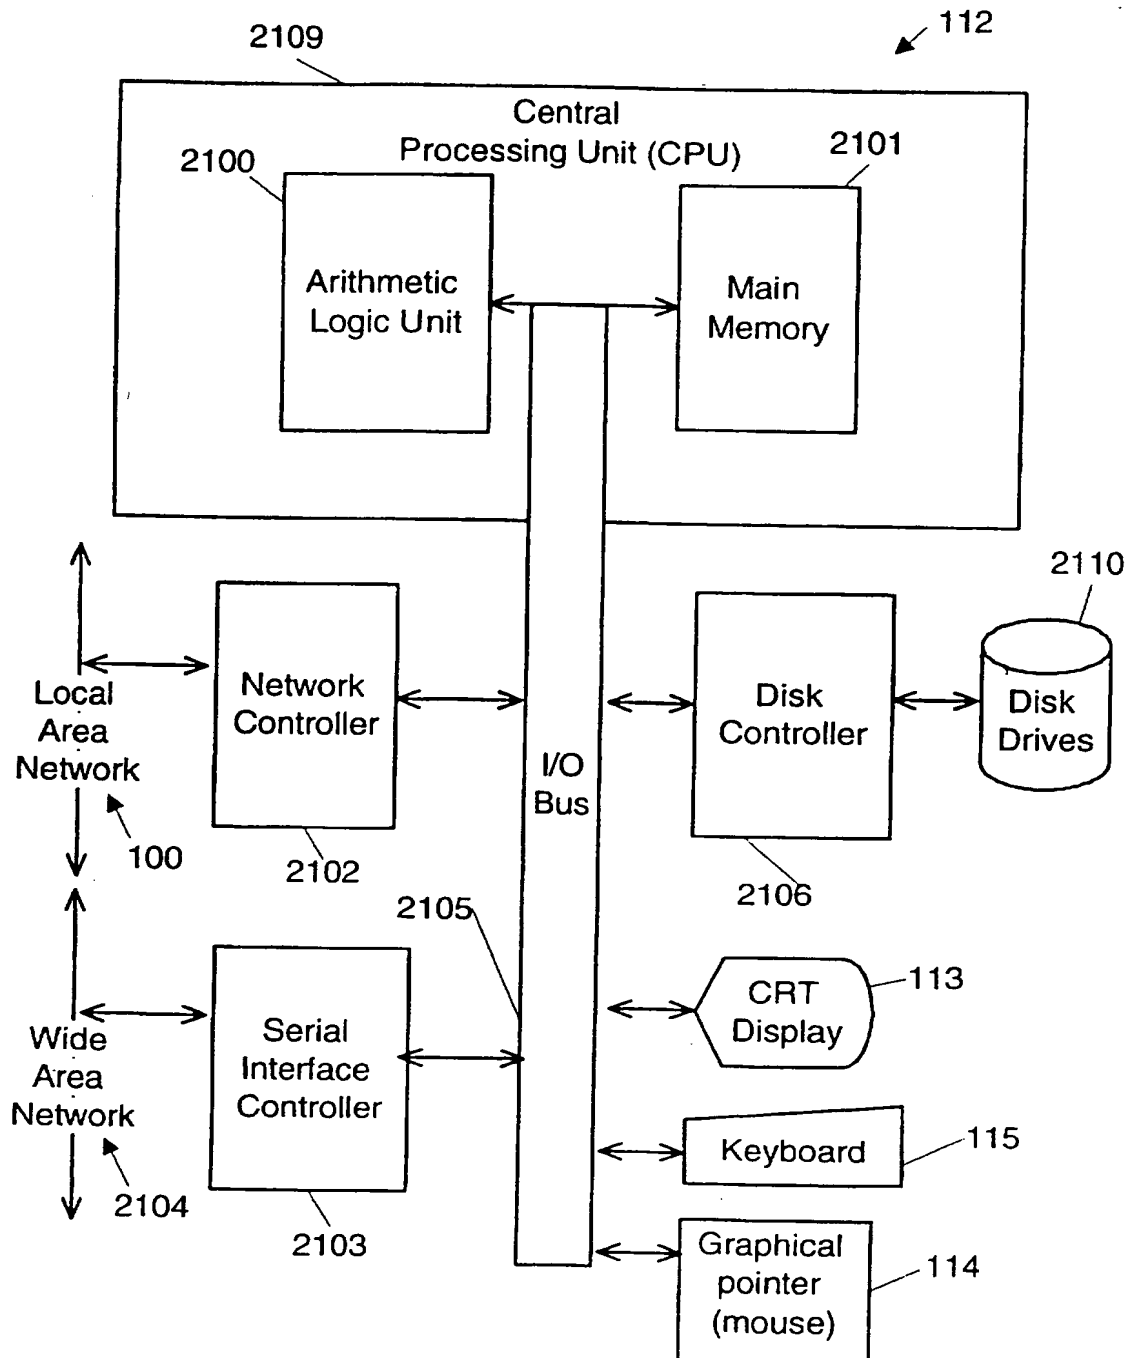 112
2109
Central
Processing Unit (CPU)
2100
2101
Arithmetic
Logic Unit
Main
Memory
2110
Network
Controller
Disk
Controller
Disk
Drives
Local
Area
Network
I/O
Bus
100
2102
2106
2105
113
CRT
Display
Serial
Interface
Controller
Wide
Area
Network
Keyboard
115
2104
2103
Graphical
pointer
(mouse)
114